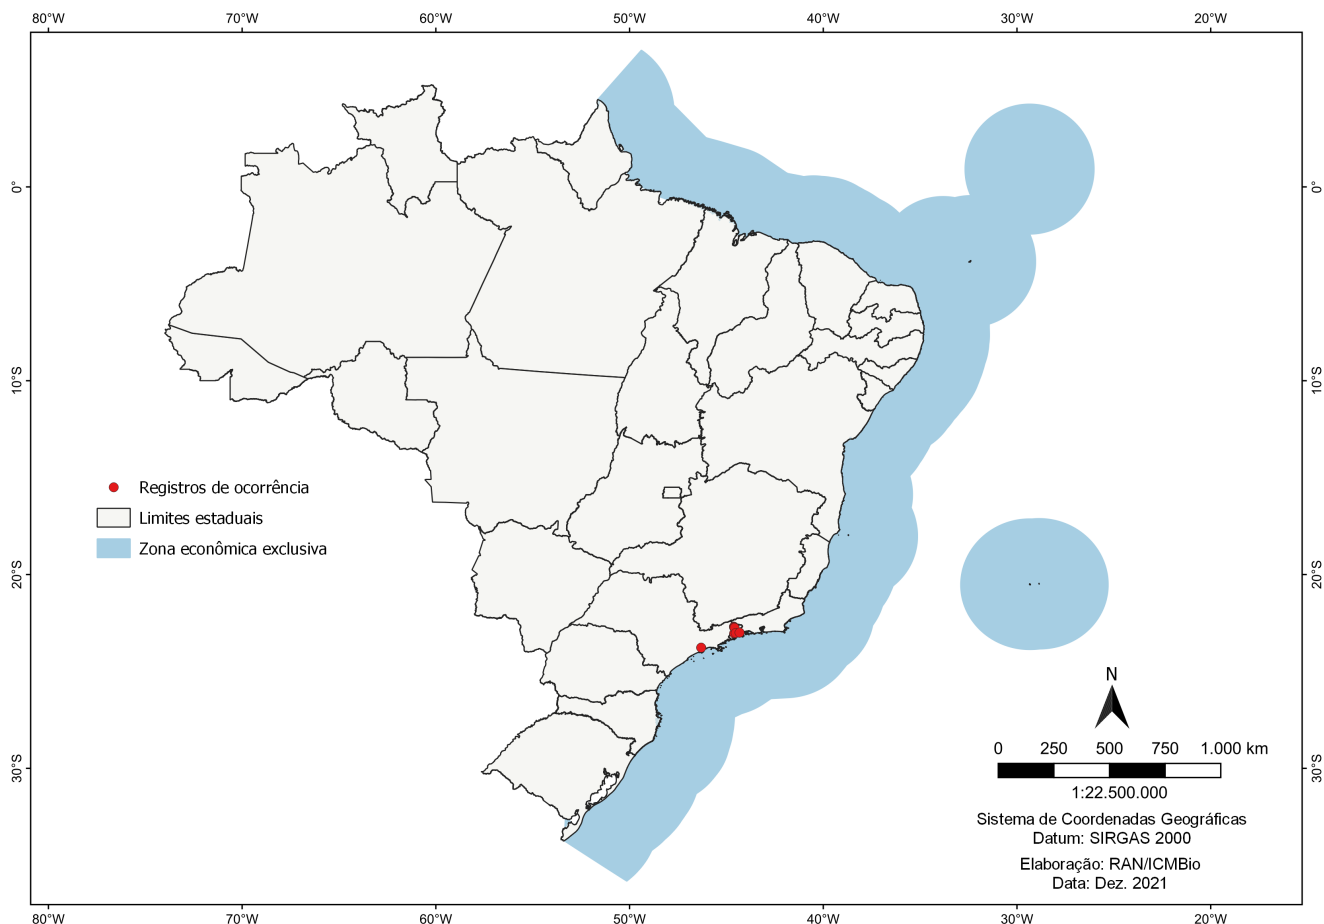 80°W 70°W 60°W 50°W 40°W 30°W 20°W
0° 0°
10°S 10°S
Registros de ocorrência
Limites estaduais
Zona econômica exclusiva
20°S 20°S
N
0 250 500 750 1.000 km
30°S 30°S
1:22.500.000
Sistema de Coordenadas Geográficas
Datum: SIRGAS 2000
Elaboração: RAN/ICMBio
Data: Dez. 2021
80°W 70°W 60°W 50°W 40°W 30°W 20°W